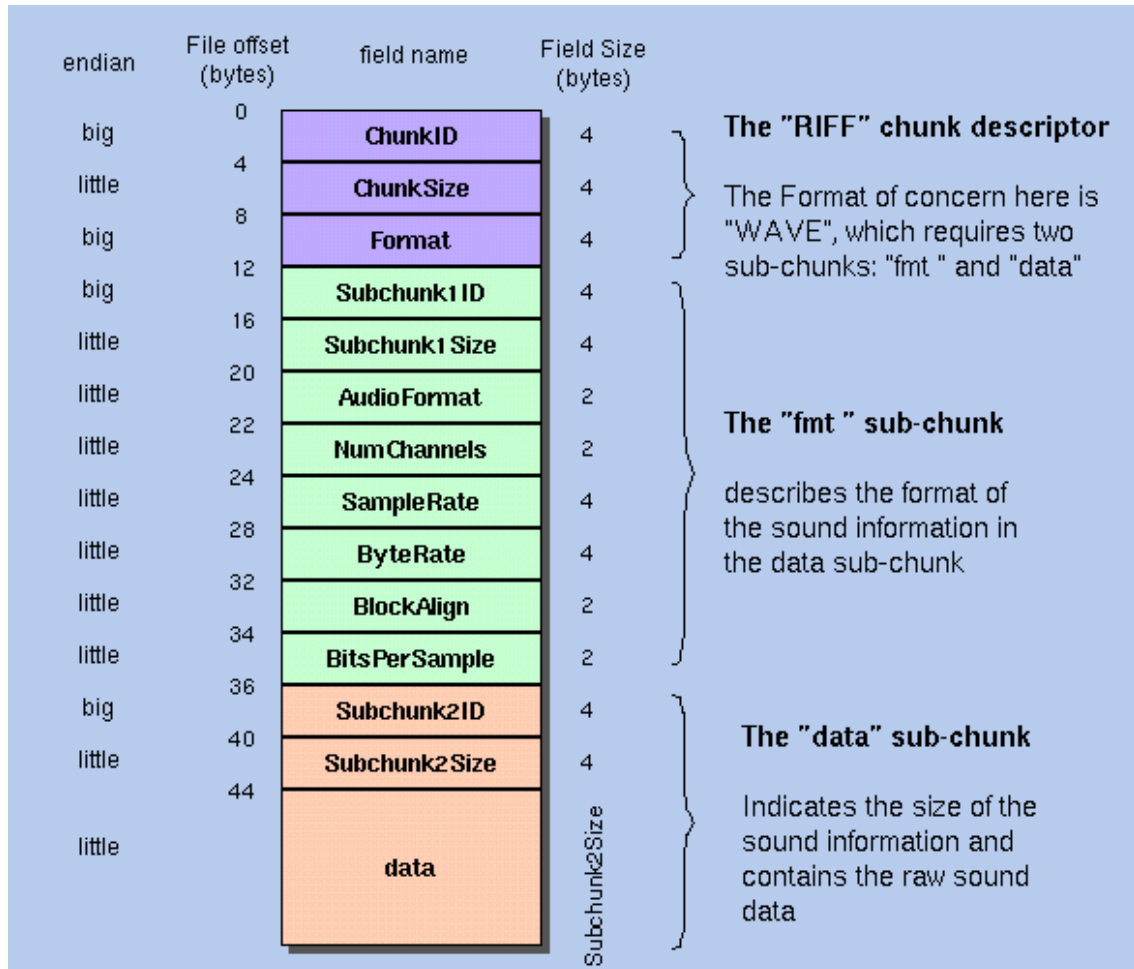 endian
File offset
(bytes)
field name
Field Size
(bytes)
0
big
ChunkID
4
4
little
ChunkSize
4
8
big
Format
4
12
big
Subchunk1ID
4
16
little
Subchunk1Size
4
20
little
AudioFormat
2
22
little
NumChannels
2
24
little
SampleRate
4
28
little
ByteRate
4
32
little
BlockAlign
2
34
little
BitsPerSample
2
36
big
Subchunk2ID
4
40
little
Subchunk2Size
4
44
little
data
Subchunk2Size
The "RIFF" chunk descriptor
The Format of concern here is
"WAVE", which requires two
sub-chunks: "fmt " and "data"
The "fmt " sub-chunk
describes the format of
the sound information in
the data sub-chunk
The "data" sub-chunk
Indicates the size of the
sound information and
contains the raw sound
data